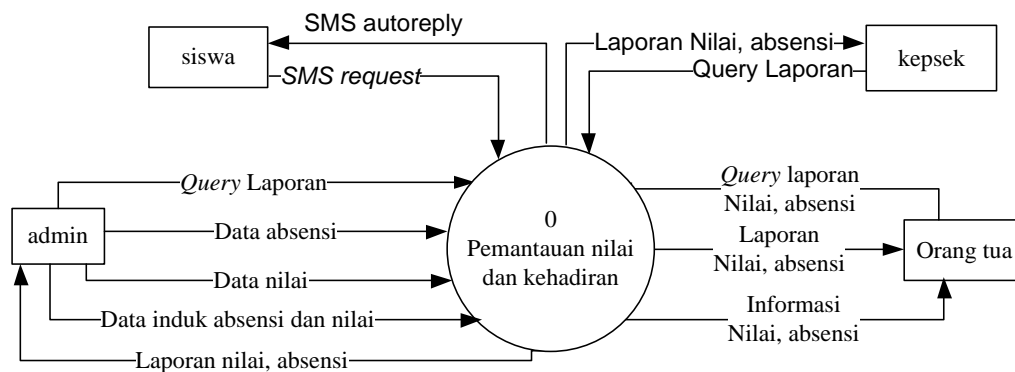 SMS autoreply
siswa
SMS request
Laporan Nilai, absensi
Query Laporan
kepsek
Query Laporan
admin
Data absensi
Data nilai
Data induk absensi dan nilai
Laporan nilai, absensi
0
Pemantauan nilai
dan kehadiran
Query laporan
Nilai, absensi
Laporan
Nilai, absensi
Orang tua
Informasi
Nilai, absensi